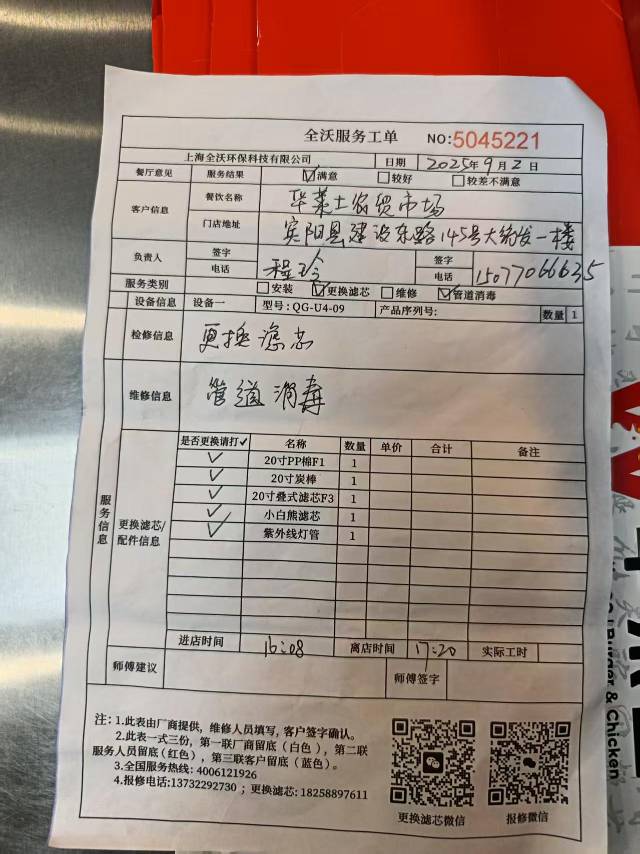 全沃服务工单 NO:5045221
上海全沃环保科技有限公司 日期 2025年9月2日
餐厅意见 服务结果 ☑满意 □较好 □较差不满意
客户信息 餐饮名称 华莱士农贸市场
门店地址 宾阳县建设东路145号大统发一楼
负责人 签字 程玲 签字
电话 电话 15077066635
服务类别 □安装 ☑更换滤芯 □维修 ☑管道消毒
设备信息 设备一 型号:QG-U4-09 产品序列号: 数量 1
检修信息 更换滤芯
维修信息 管道消毒
服务信息
更换滤芯/配件信息
是否更换请打✓ 名称 数量 单价 合计 备注
✓ 20寸PP棉F1 1
✓ 20寸炭棒 1
✓ 20寸叠式滤芯F3 1
✓ 小白熊滤芯 1
✓ 紫外线灯管 1
进店时间 16:08 离店时间 17:20 实际工时
师傅建议 师傅签字
注: 1.此表由厂商提供, 维修人员填写, 客户签字确认。
2.此表一式三份, 第一联厂商留底 (白色 ), 第二联
服务人员留底(红色) , 第三联客户留底 (蓝色) 。
3.全国服务热线: 4006121926
4.报修电话:13732292730 ; 更换滤芯: 18258897611
更换滤芯微信 报修微信
Burger & Chicken